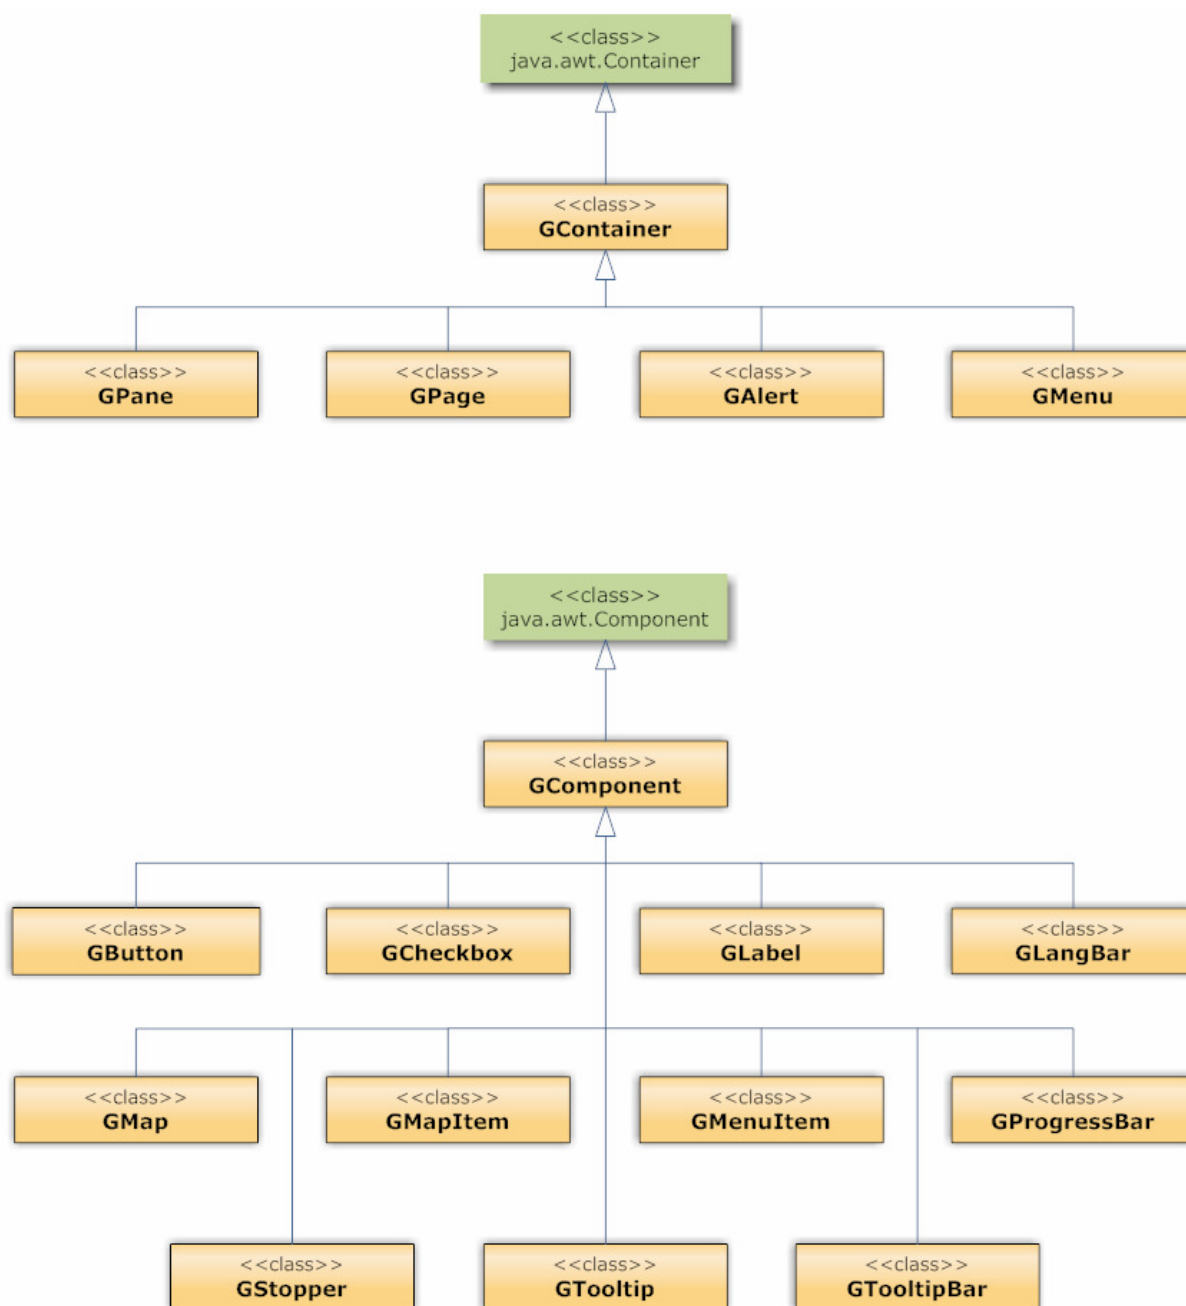 <<class>>
java.awt.Container
<<class>>
GContainer
<<class>>
GPane
<<class>>
GPage
<<class>>
GAlert
<<class>>
GMenu
<<class>>
java.awt.Component
<<class>>
GComponent
<<class>>
GButton
<<class>>
GCheckbox
<<class>>
GLabel
<<class>>
GLangBar
<<class>>
GMap
<<class>>
GMapItem
<<class>>
GMenuItem
<<class>>
GProgressBar
<<class>>
GStopper
<<class>>
GTooltip
<<class>>
GTooltipBar